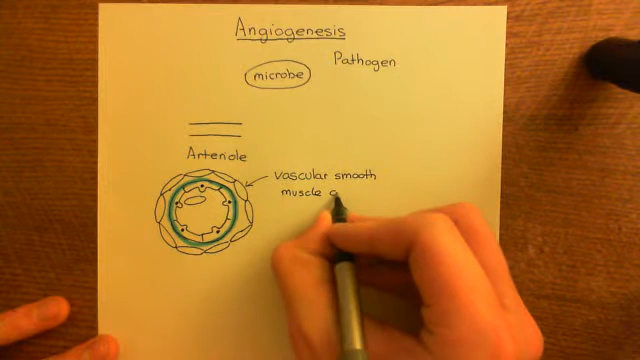 Angiogenesis
Pathogen
microbe
Arteriole
vascular smooth
muscle c